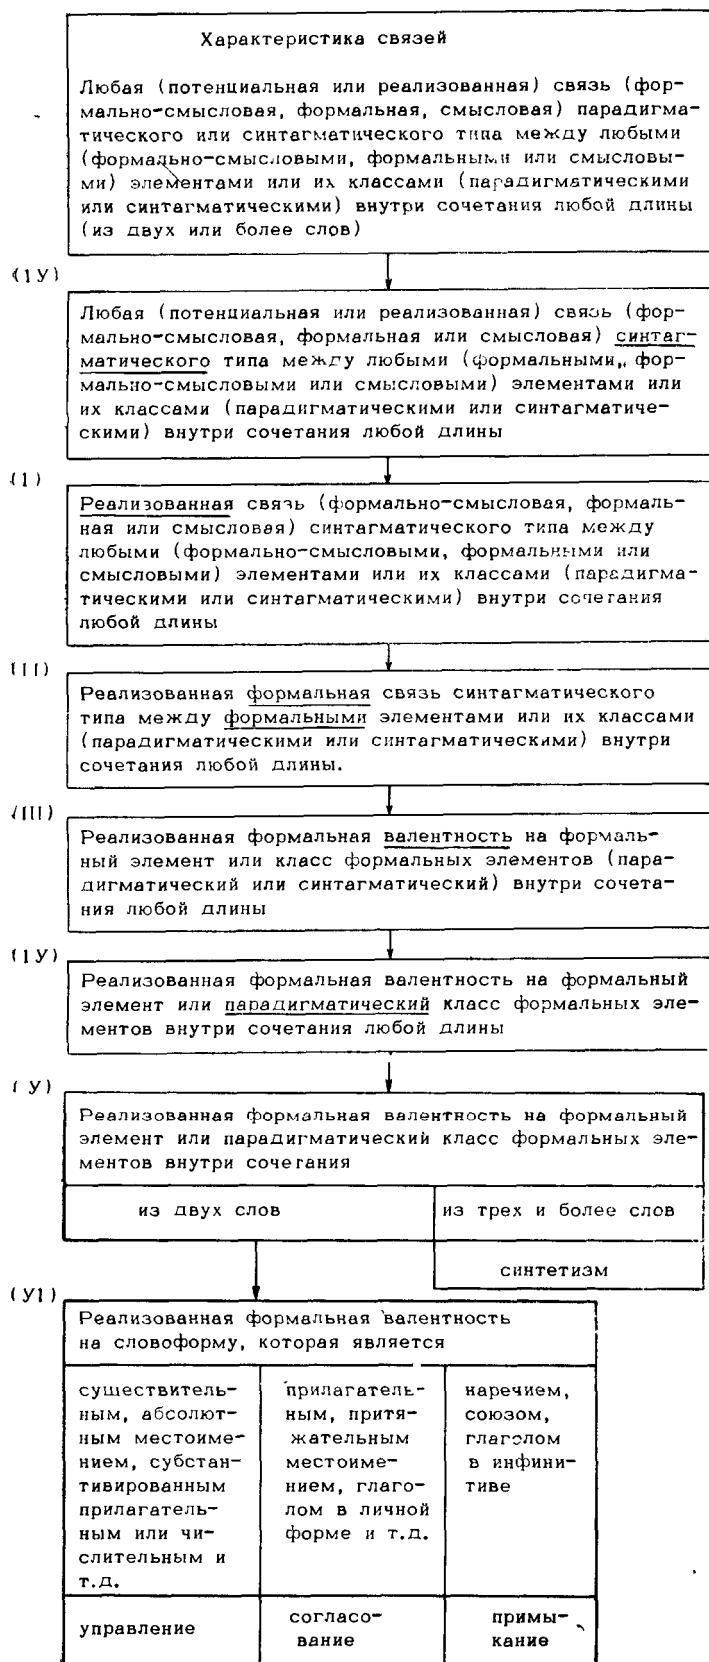 Характеристика связей
Любая (потенциальная или реализованная) связь (фор-
мально-смысловая, формальная, смысловая) парадигма-
тического или синтагматического типа между любыми
(формально-смысловыми, формальными или смысловы-
ми) элементами или их классами (парадигматическими
или синтагматическими) внутри сочетания любой длины
(из двух или более слов)
(1У)
Любая (потенциальная или реализованная) связь (фор-
мально-смысловая, формальная или смысловая) синтаг-
матического типа между любыми (формальными, фор-
мально-смысловыми или смысловыми) элементами или
их классами (парадигматическими или синтагматиче-
скими) внутри сочетания любой длины
(1)
Реализованная связь (формально-смысловая, формаль-
ная или смысловая) синтагматического типа между
любыми (формально-смысловыми, формальными или
смысловыми) элементами или их классами (парадигма-
тическими или синтагматическими) внутри сочетания
любой длины
(II)
Реализованная формальная связь синтагматического
типа между формальными элементами или их классами
(парадигматическими или синтагматическими) внутри
сочетания любой длины.
(III)
Реализованная формальная валентность на формаль-
ный элемент или класс формальных элементов (пара-
дигматический или синтагматический) внутри сочета-
ния любой длины
(1У)
Реализованная формальная валентность на формальный
элемент или парадигматический класс формальных эле-
ментов внутри сочетания любой длины
(У)
Реализованная формальная валентность на формальный
элемент или парадигматический класс формальных эле-
ментов внутри сочетания
из двух слов
из трех и более слов
синтетизм
(У1)
Реализованная формальная валентность
на словоформу, которая является
существитель-
ным, абсолют-
ным местоиме-
нием, субстан-
тивированным
прилагатель-
ным или чи-
слительным и
т.д.
прилагатель-
ным, притя-
жательным
местоиме-
нием, глаго-
лом в личной
форме и т.д.
наречием,
союзом,
глаголом
в инфини-
тиве
управление
согласо-
вание
примы-
кание